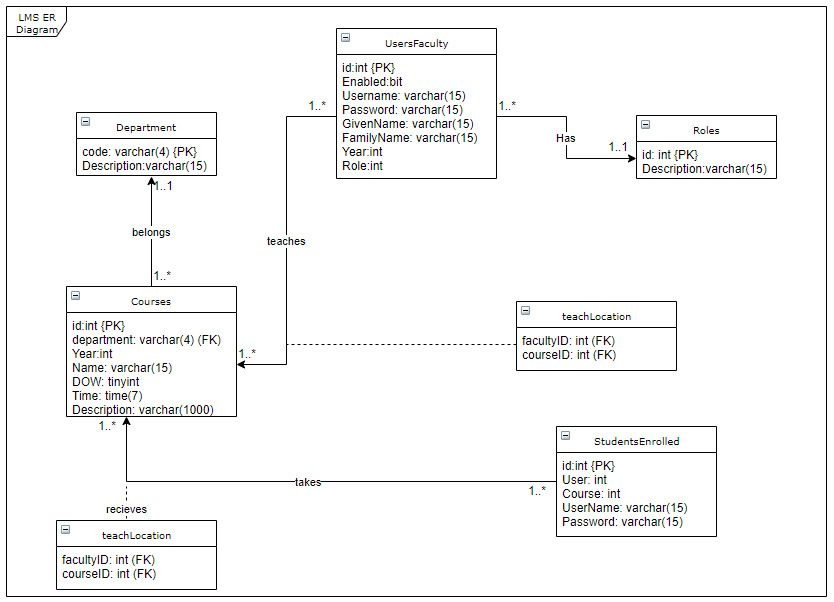 LMS ER
Diagram
UsersFaculty
id:int {PK}
Enabled:bit
Username: varchar(15)
Password: varchar(15)
GivenName: varchar(15)
FamilyName: varchar(15)
Year:int
Role:int
1..*
1..*
Has
1..1
Roles
id: int {PK}
Description:varchar(15)
Department
code: varchar(4) {PK}
Description:varchar(15)
1..1
belongs
1..*
teaches
Courses
id:int {PK}
department: varchar(4) (FK)
Year:int
Name: varchar(15)
DOW: tinyint
Time: time(7)
Description: varchar(1000)
1..*
1..*
teachLocation
facultyID: int (FK)
courseID: int (FK)
StudentsEnrolled
id:int {PK}
User: int
Course: int
UserName: varchar(15)
Password: varchar(15)
takes
1..*
recieves
teachLocation
facultyID: int (FK)
courseID: int (FK)